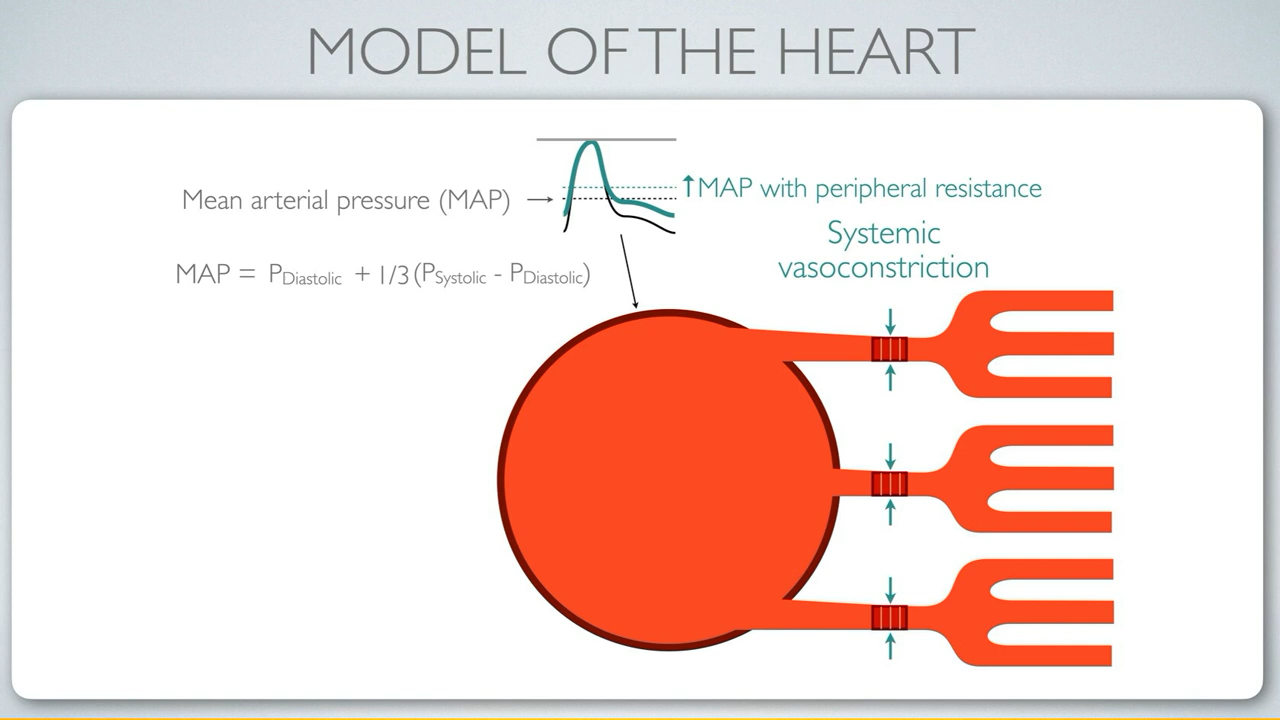 MODEL OF THE HEART
Mean arterial pressure (MAP)
↑MAP with peripheral resistance
Systemic
vasoconstriction
MAP = PDiastolic + 1/3 (PSystolic - PDiastolic)